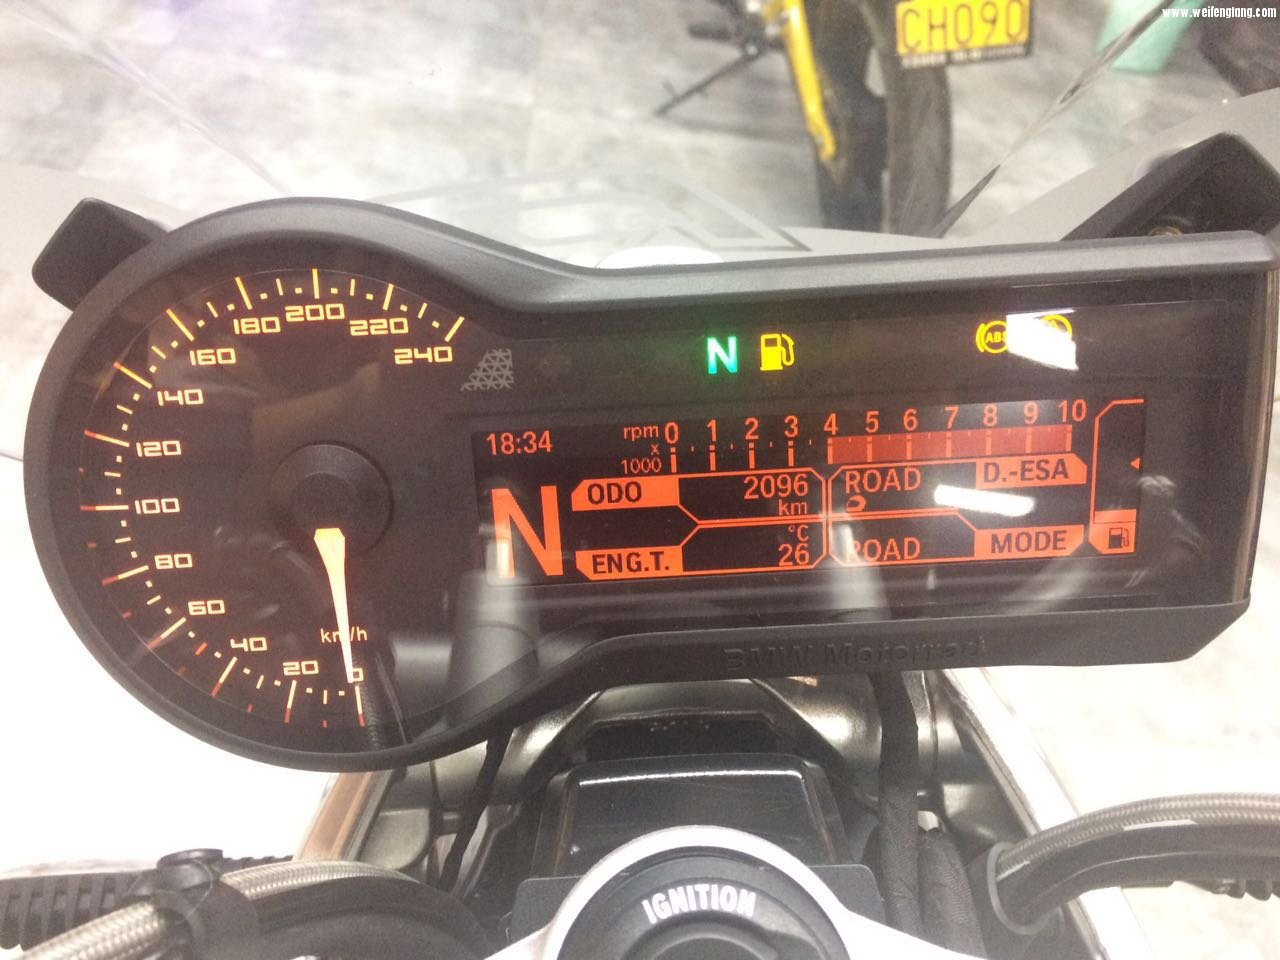 www.weifengtang.com
CH090
200
180
220
160
240
140
120
100
80
60
40
20
0
km/h
N
ABS
18:34
rpm
x
1000
0 1 2 3 4 5 6 7 8 9 10
N
ODO
2096
km
ROAD
D.-ESA
ENG.T.
°C
26
ROAD
MODE
BMW Motorrad
IGNITION